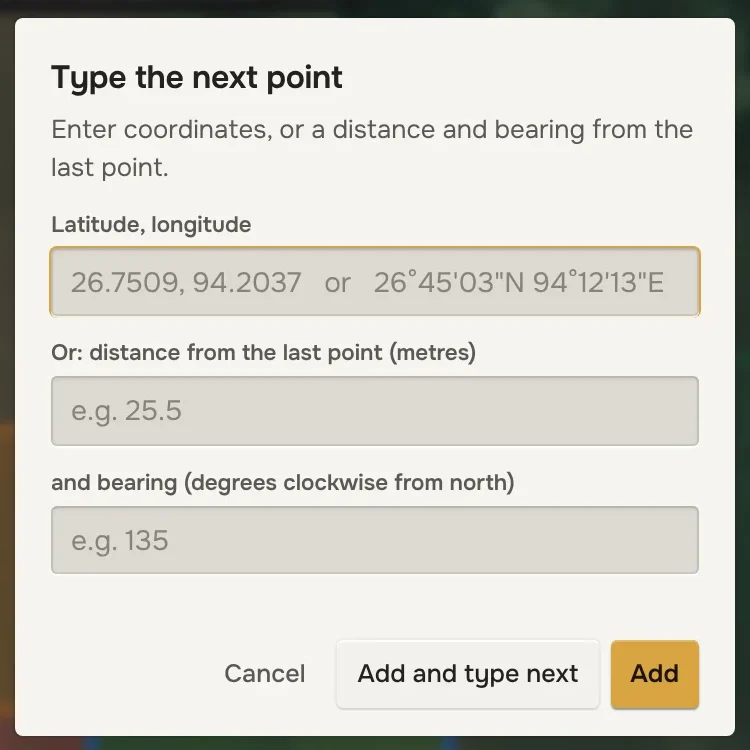 Type the next point
Enter coordinates, or a distance and bearing from the
last point.
Latitude, longitude
26.7509, 94.2037   or   26°45'03"N 94°12'13"E
Or: distance from the last point (metres)
e.g. 25.5
and bearing (degrees clockwise from north)
e.g. 135
Cancel
Add and type next
Add